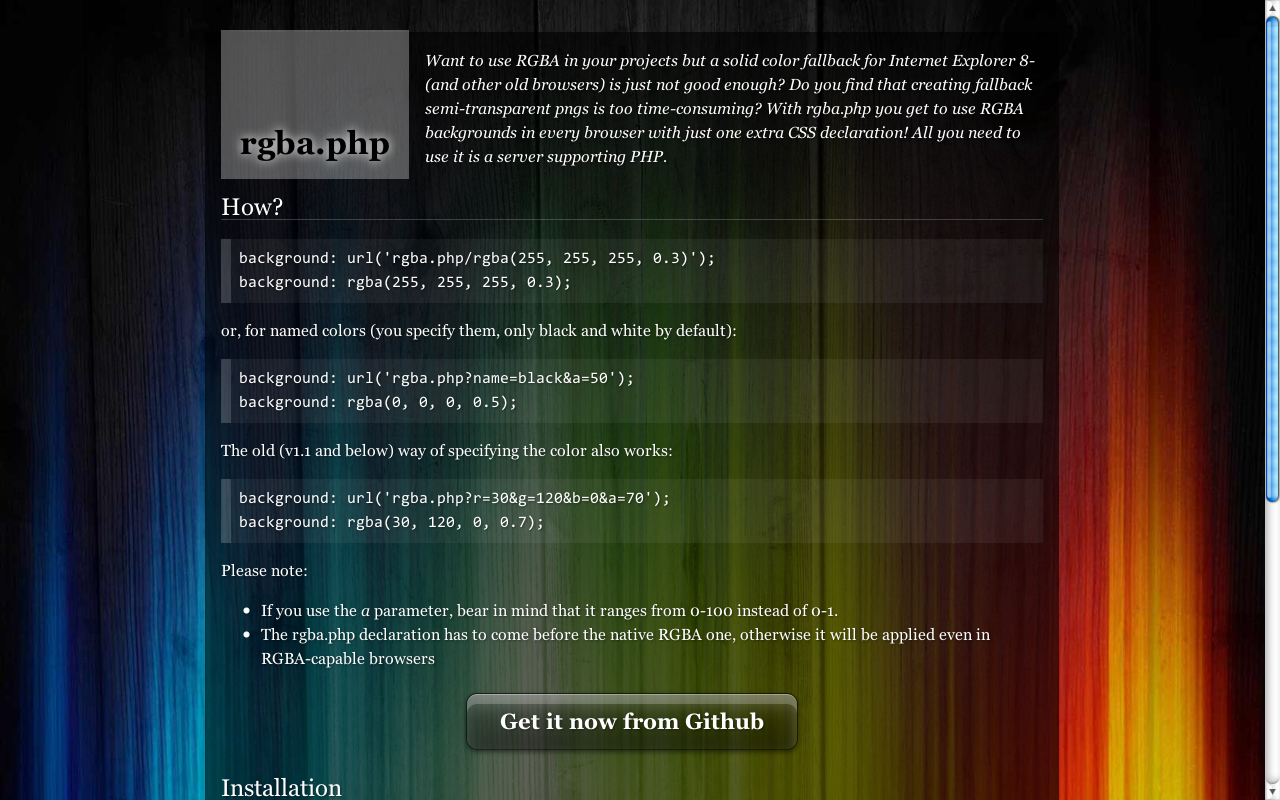 rgba.php
Want to use RGBA in your projects but a solid color fallback for Internet Explorer 8-
(and other old browsers) is just not good enough? Do you find that creating fallback
semi-transparent pngs is too time-consuming? With rgba.php you get to use RGBA
backgrounds in every browser with just one extra CSS declaration! All you need to
use it is a server supporting PHP.
How?
background: url('rgba.php/rgba(255, 255, 255, 0.3)');
background: rgba(255, 255, 255, 0.3);
or, for named colors (you specify them, only black and white by default):
background: url('rgba.php?name=black&a=50');
background: rgba(0, 0, 0, 0.5);
The old (v1.1 and below) way of specifying the color also works:
background: url('rgba.php?r=30&g=120&b=0&a=70');
background: rgba(30, 120, 0, 0.7);
Please note:
• If you use the a parameter, bear in mind that it ranges from 0-100 instead of 0-1.
• The rgba.php declaration has to come before the native RGBA one, otherwise it will be applied even in
RGBA-capable browsers
Get it now from Github
Installation